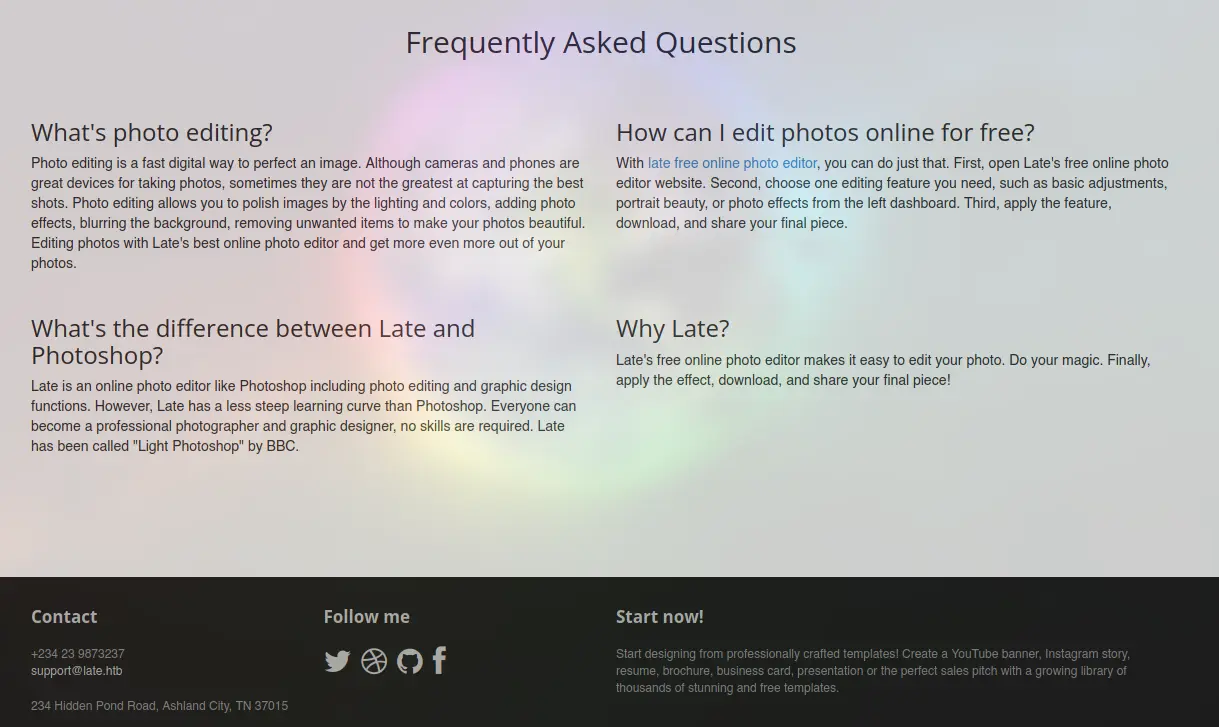 Frequently Asked Questions
What's photo editing?
Photo editing is a fast digital way to perfect an image. Although cameras and phones are
great devices for taking photos, sometimes they are not the greatest at capturing the best
shots. Photo editing allows you to polish images by the lighting and colors, adding photo
effects, blurring the background, removing unwanted items to make your photos beautiful.
Editing photos with Late's best online photo editor and get more even more out of your
photos.
How can I edit photos online for free?
With late free online photo editor, you can do just that. First, open Late's free online photo
editor website. Second, choose one editing feature you need, such as basic adjustments,
portrait beauty, or photo effects from the left dashboard. Third, apply the feature,
download, and share your final piece.
What's the difference between Late and
Photoshop?
Late is an online photo editor like Photoshop including photo editing and graphic design
functions. However, Late has a less steep learning curve than Photoshop. Everyone can
become a professional photographer and graphic designer, no skills are required. Late
has been called "Light Photoshop" by BBC.
Why Late?
Late's free online photo editor makes it easy to edit your photo. Do your magic. Finally,
apply the effect, download, and share your final piece!
Contact
+234 23 9873237
support@late.htb
234 Hidden Pond Road, Ashland City, TN 37015
Follow me
Start now!
Start designing from professionally crafted templates! Create a YouTube banner, Instagram story,
resume, brochure, business card, presentation or the perfect sales pitch with a growing library of
thousands of stunning and free templates.